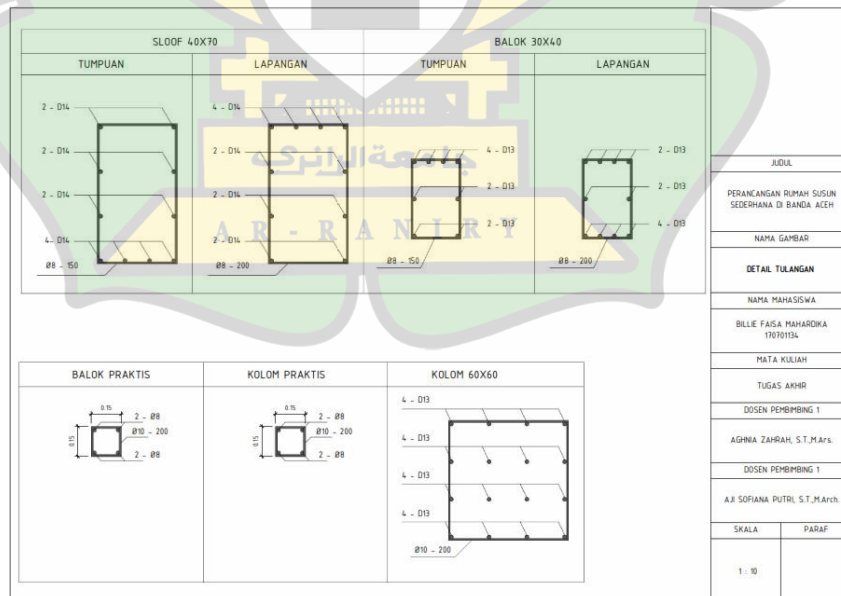 SLOOF 40X70
BALOK 30X40
TUMPUAN
LAPANGAN
TUMPUAN
LAPANGAN
2 - D14
2 - D14
2 - D14
4 - D14
Ø8 - 150
4 - D14
2 - D14
2 - D14
2 - D14
Ø8 - 200
4 - D13
2 - D13
2 - D13
Ø8 - 150
2 - D13
2 - D13
4 - D13
Ø8 - 200
جامعة الرانري
AR - RANIRY
BALOK PRAKTIS
KOLOM PRAKTIS
KOLOM 60X60
0.15
0.15
2 - Ø8
Ø10 - 200
2 - Ø8
0.15
0.15
2 - Ø8
Ø10 - 200
2 - Ø8
4 - D13
4 - D13
4 - D13
4 - D13
Ø10 - 200
JUDUL
PERANCANGAN RUMAH SUSUN
SEDERHANA DI BANDA ACEH
NAMA GAMBAR
DETAIL TULANGAN
NAMA MAHASISWA
BILLIE FAISA MAHARDIKA
170701134
MATA KULIAH
TUGAS AKHIR
DOSEN PEMBIMBING 1
AGHNIA ZAHRAH, S.T.,M.Ars.
DOSEN PEMBIMBING 1
AJI SOFIANA PUTRI, S.T.,M.Arch.
SKALA
PARAF
1 : 10